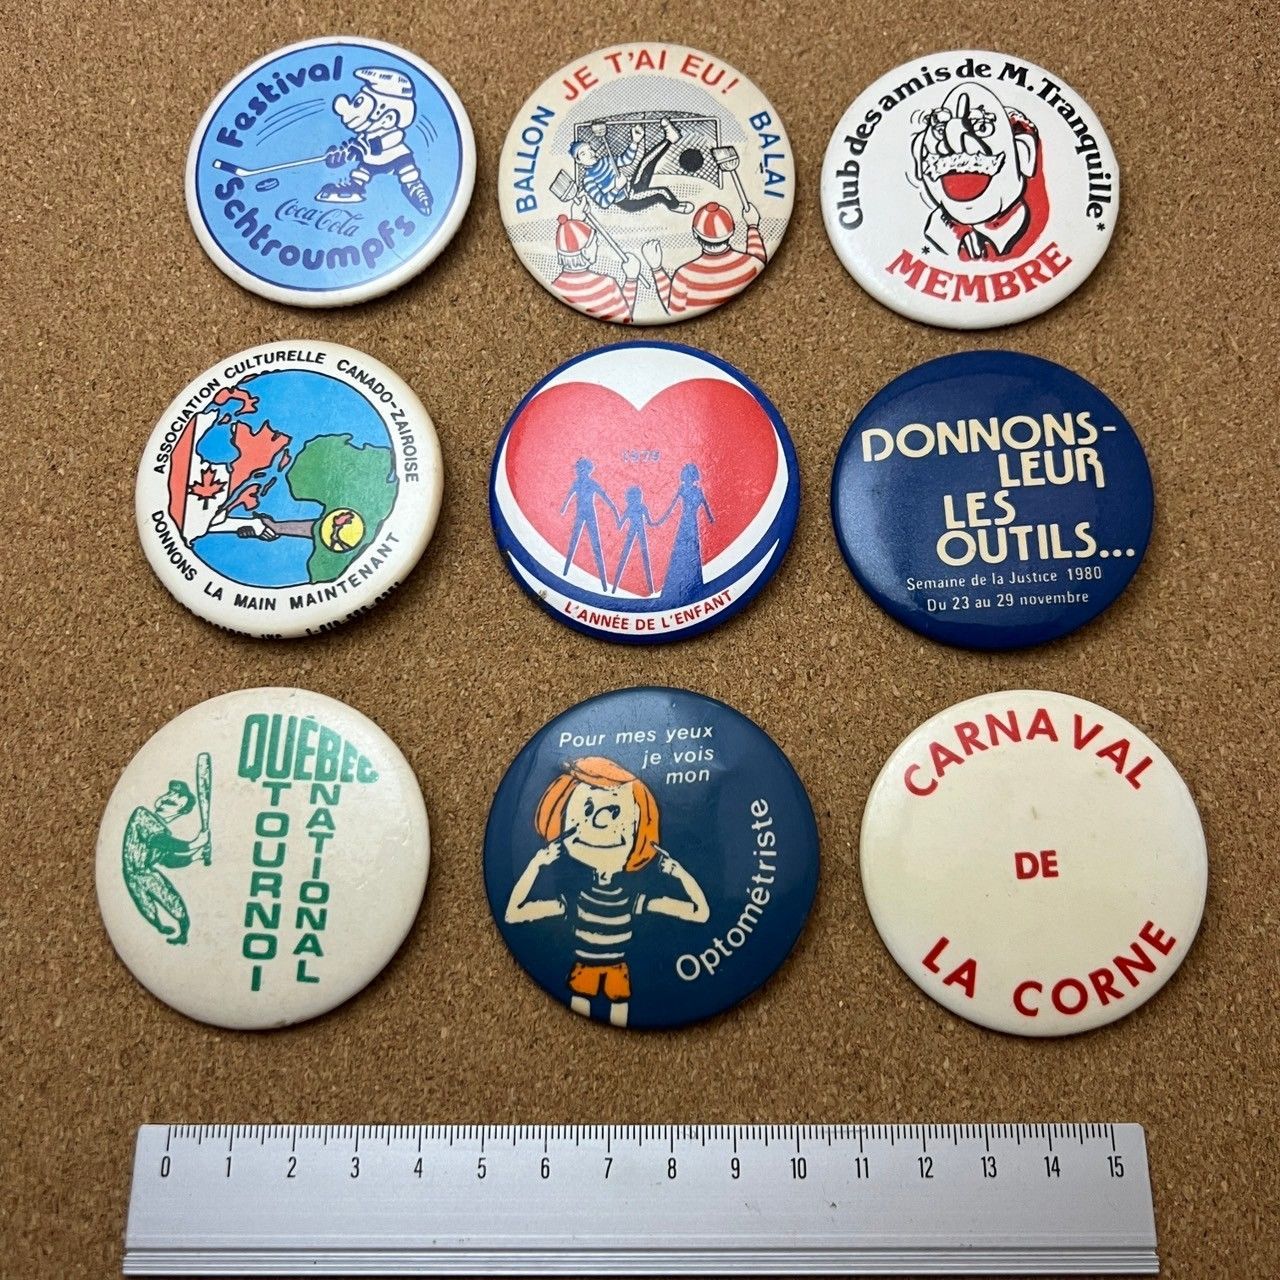 Festival
Schtroumpfs
Coca-Cola
BALLON JE T'AI EU! BALAI
Club des amis de M. Tranquille*
*MEMBRE
ASSOCIATION CULTURELLE CANADO-ZAIROISE
DONNONS LA MAIN MAINTENANT
1979
L'ANNÉE DE L'ENFANT
DONNONS-
LEUR
LES
OUTILS...
Semaine de la Justice 1980
Du 23 au 29 novembre
QUÉBEC
TOURNOI
NATIONAL
Pour mes yeux
je vois
mon
Optométriste
CARNAVAL
DE
LA CORNE
0 1 2 3 4 5 6 7 8 9 10 11 12 13 14 15